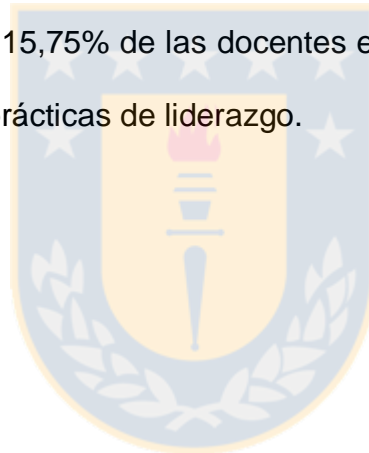 15,75% de las docentes e
rácticas de liderazgo.